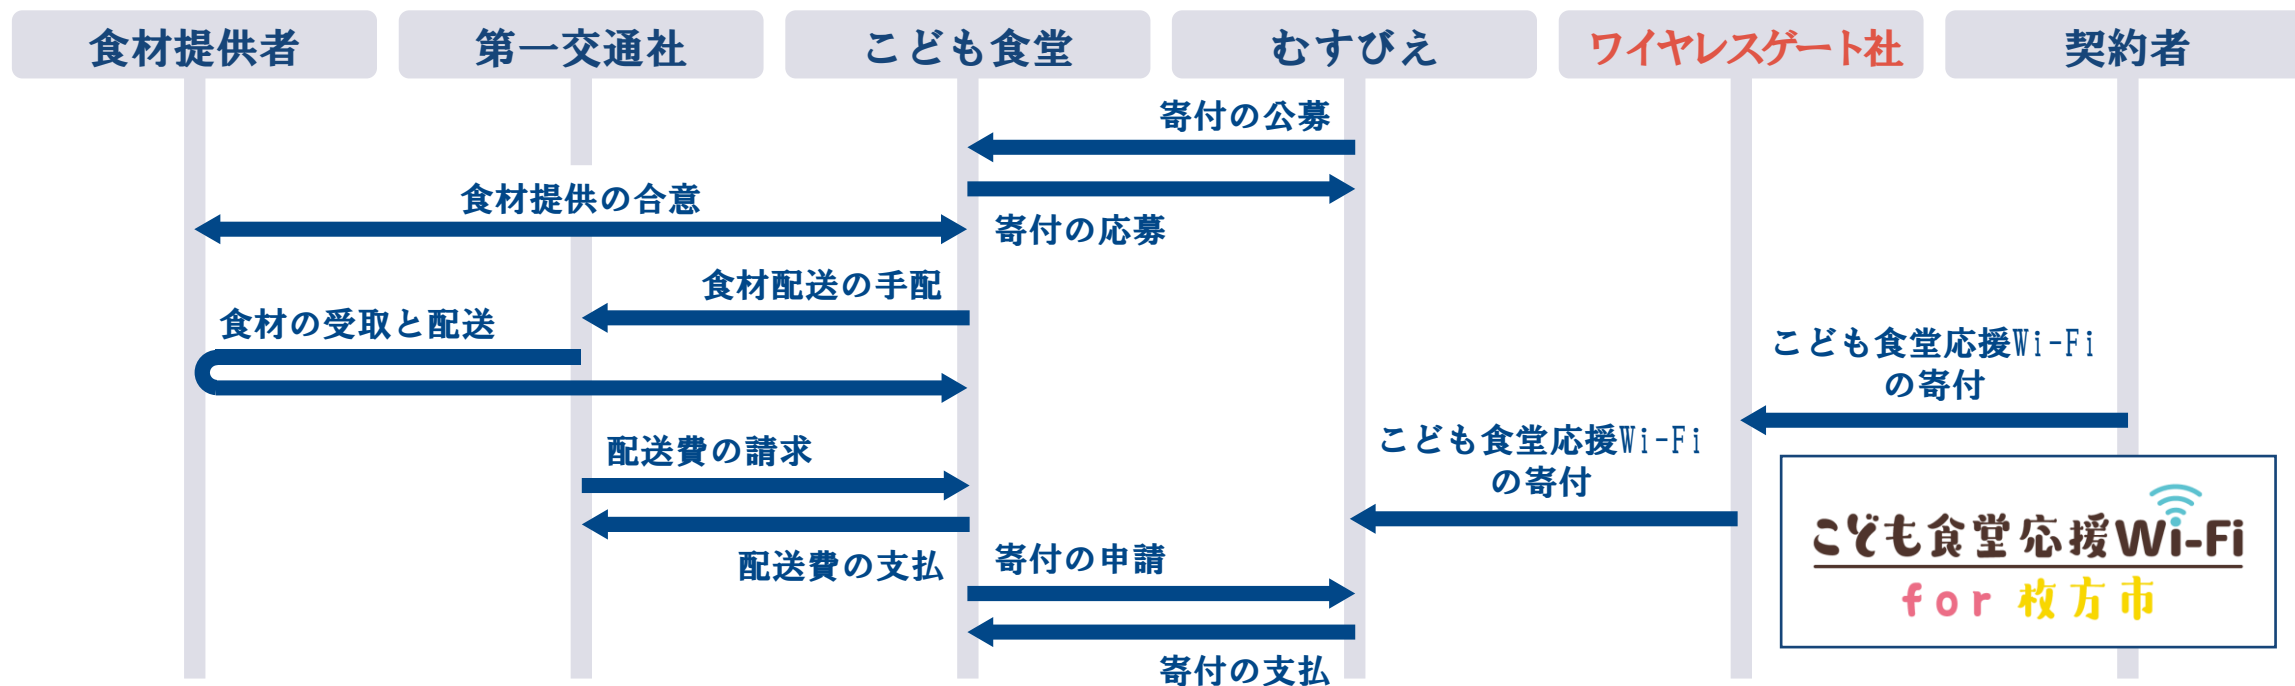 食材提供者
第一交通社
こども食堂
むすびえ
ワイヤレスゲート社
契約者
寄付の公募
食材提供の合意
寄付の応募
食材配送の手配
食材の受取と配送
こども食堂応援Wi-Fi
の寄付
配送費の請求
こども食堂応援Wi-Fi
の寄付
配送費の支払
寄付の申請
寄付の支払
こども食堂応援Wi-Fi
for 枚方市